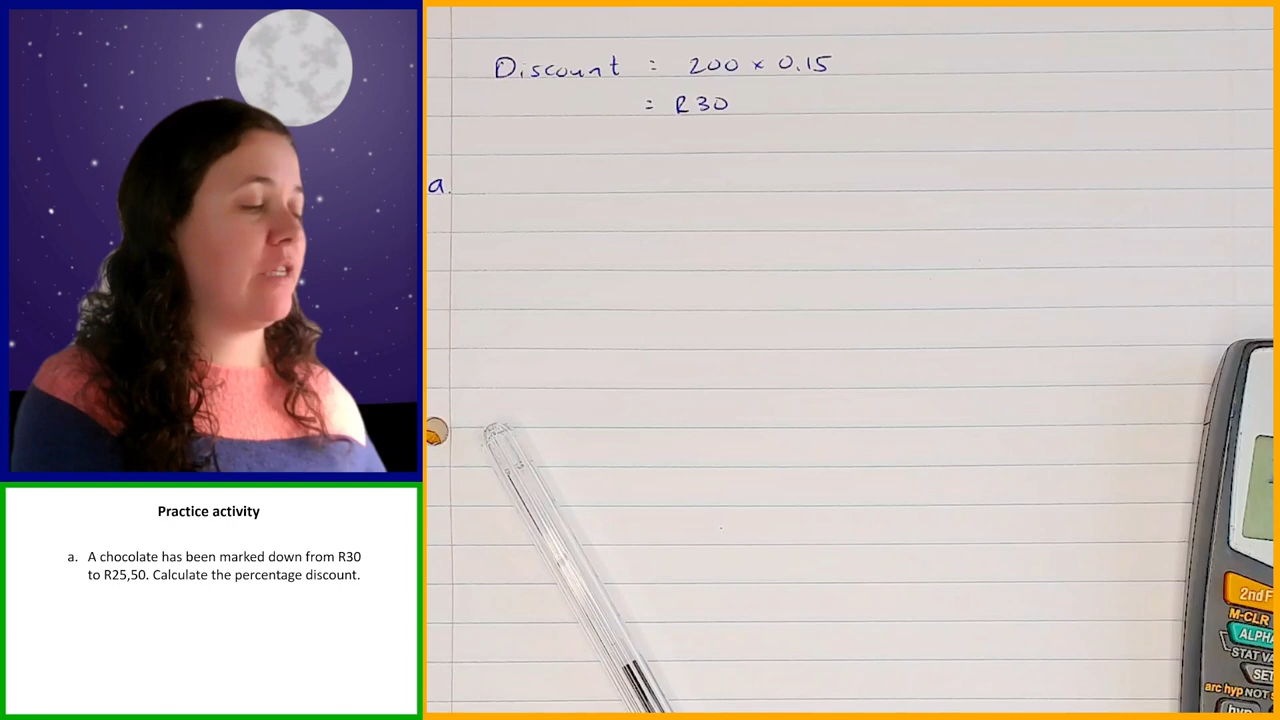 Discount = 200 × 0.15
= R30
a.
Practice activity
a. A chocolate has been marked down from R30
to R25,50. Calculate the percentage discount.
2ndF
M-CLR
ALPHA
STAT VA
SET
arc hyp NOT
hyp